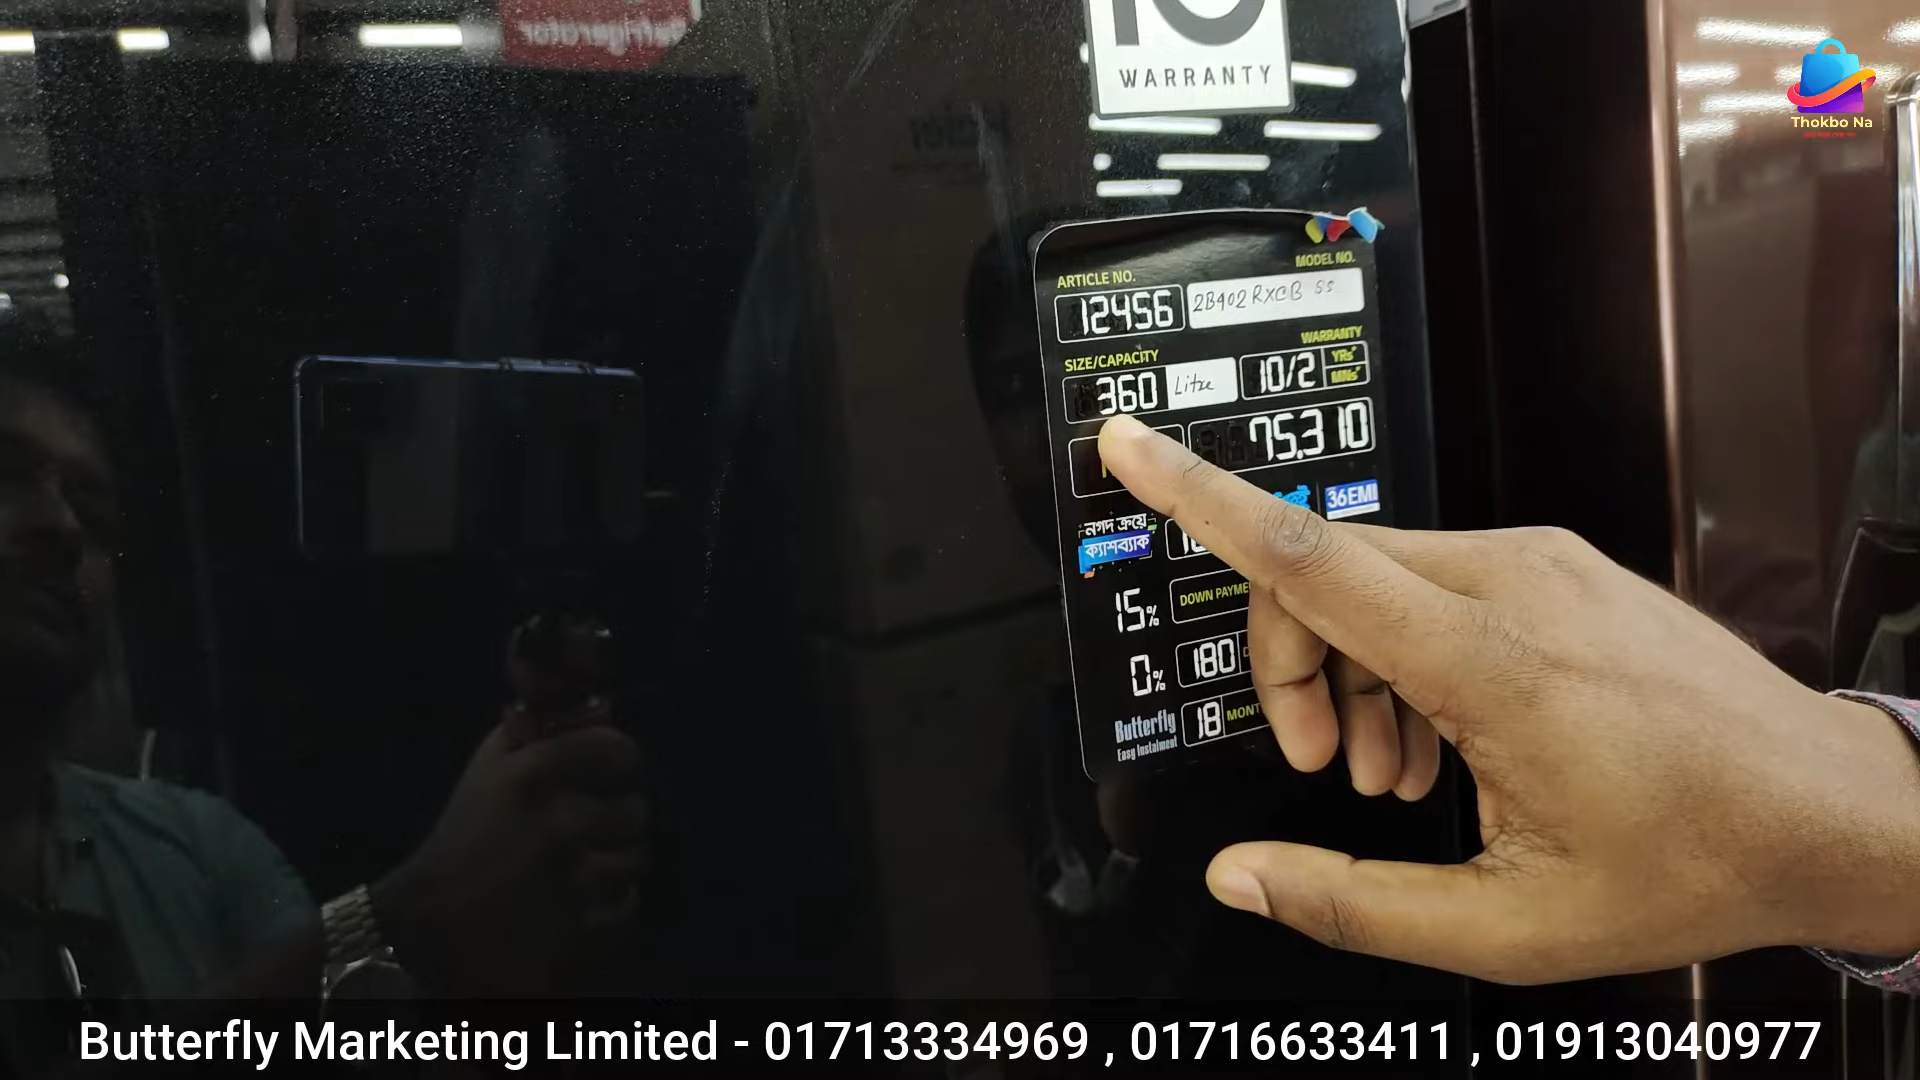 WARRANTY
Thokbo Na
ARTICLE NO.
MODEL NO.
12456
2B402RXCB SS
SIZE/CAPACITY
WARRANTY
360
Litre
10/2
YRs
MNs
75,310
36EMI
নগদ ক্রয়ে
ক্যাশব্যাক
15%
DOWN PAYME
0%
180
Butterfly
Easy Instalment
18
MONT
Butterfly Marketing Limited - 01713334969 , 01716633411 , 01913040977